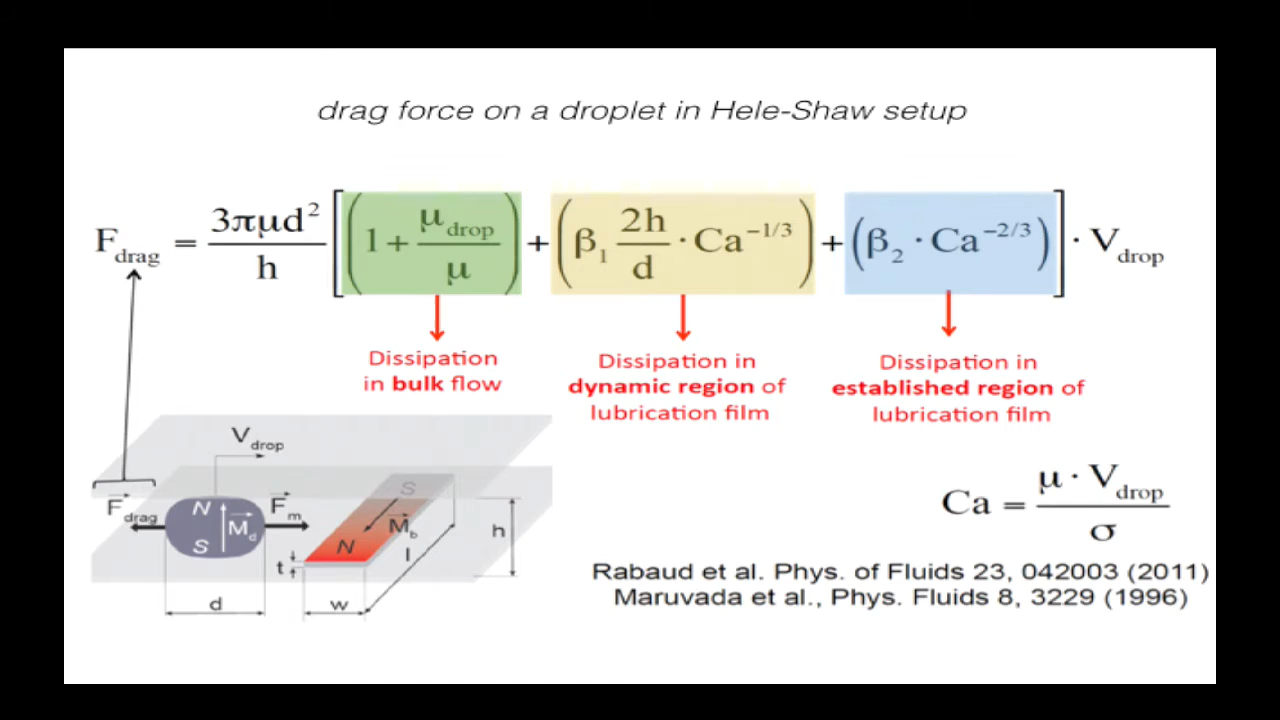 drag force on a droplet in Hele-Shaw setup
F_drag = 3πμd²/h [(1 + μ_drop/μ) + (β₁ 2h/d · Ca^−1/3) + (β₂ · Ca^−2/3)] · V_drop
Dissipation
in bulk flow
Dissipation in
dynamic region of
lubrication film
Dissipation in
established region of
lubrication film
V_drop
F_drag
N
S
M_d
F_m
S
M_b
N
l
h
t
d
w
Ca = μ · V_drop/σ
Rabaud et al. Phys. of Fluids 23, 042003 (2011)
Maruvada et al., Phys. Fluids 8, 3229 (1996)